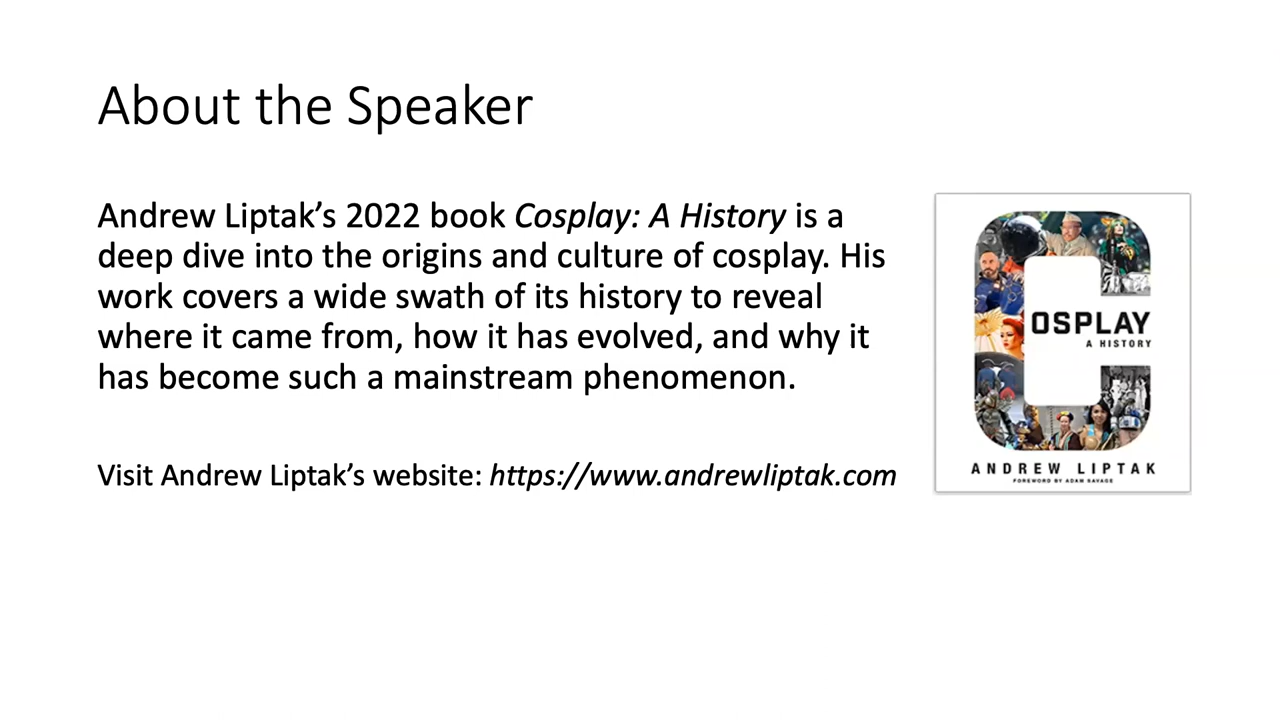 About the Speaker
Andrew Liptak’s 2022 book Cosplay: A History is a
deep dive into the origins and culture of cosplay. His
work covers a wide swath of its history to reveal
where it came from, how it has evolved, and why it
has become such a mainstream phenomenon.
Visit Andrew Liptak’s website: https://www.andrewliptak.com
COSPLAY
A HISTORY
ANDREW LIPTAK
FOREWORD BY ADAM SAVAGE